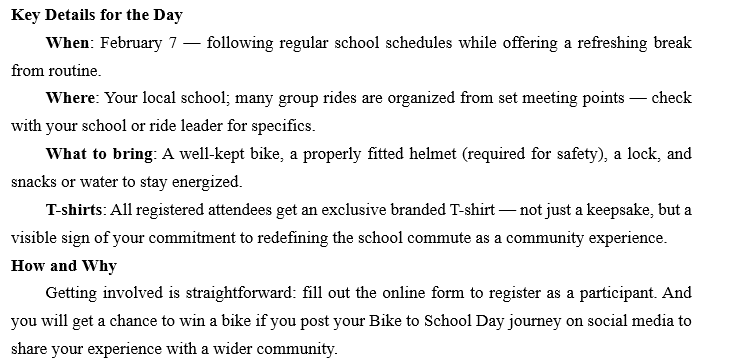 Key Details for the Day
When: February 7 — following regular school schedules while offering a refreshing break
from routine.
Where: Your local school; many group rides are organized from set meeting points — check
with your school or ride leader for specifics.
What to bring: A well-kept bike, a properly fitted helmet (required for safety), a lock, and
snacks or water to stay energized.
T-shirts: All registered attendees get an exclusive branded T-shirt — not just a keepsake, but a
visible sign of your commitment to redefining the school commute as a community experience.
How and Why
Getting involved is straightforward: fill out the online form to register as a participant. And
you will get a chance to win a bike if you post your Bike to School Day journey on social media to
share your experience with a wider community.